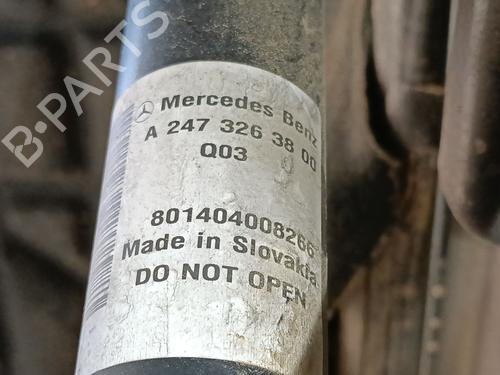 B-PARTS
Mercedes Benz
A 247 326 38 00
Q03
801404008266
Made in Slovakia
DO NOT OPEN